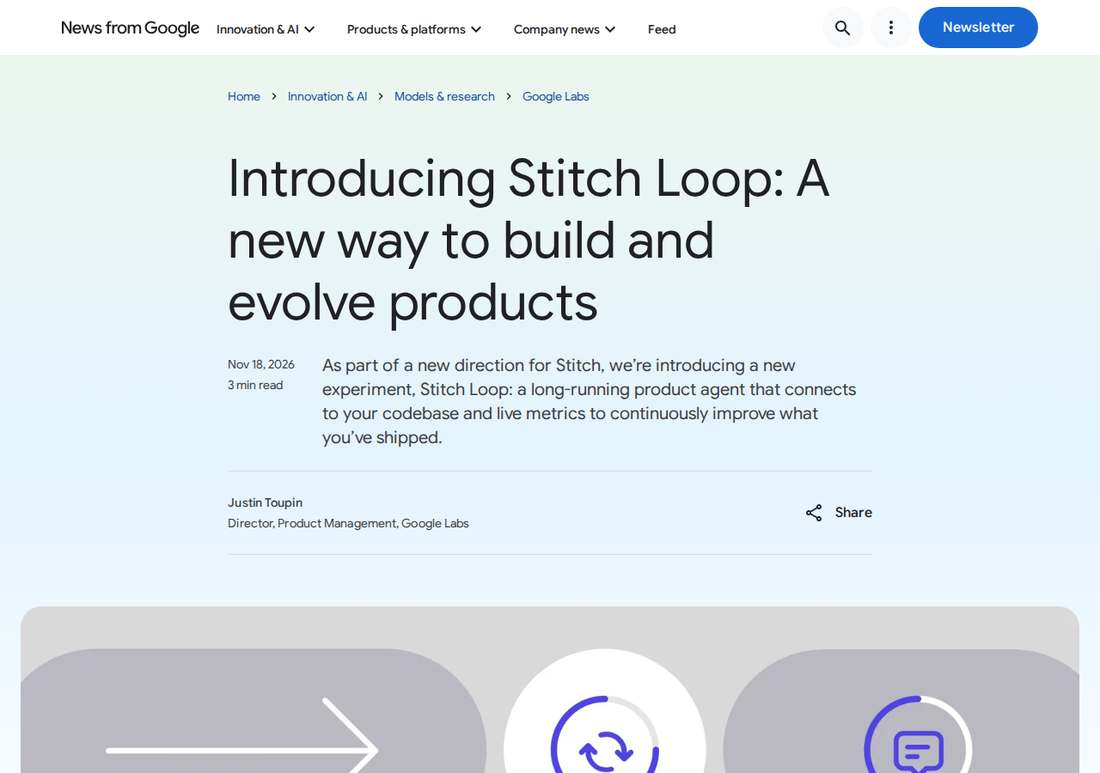 News from Google
Innovation & AI
Products & platforms
Company news
Feed
Newsletter
Home > Innovation & AI > Models & research > Google Labs
Introducing Stitch Loop: A
new way to build and
evolve products
Nov 18, 2026
3 min read
As part of a new direction for Stitch, we’re introducing a new
experiment, Stitch Loop: a long-running product agent that connects
to your codebase and live metrics to continuously improve what
you’ve shipped.
Justin Toupin
Director, Product Management, Google Labs
Share